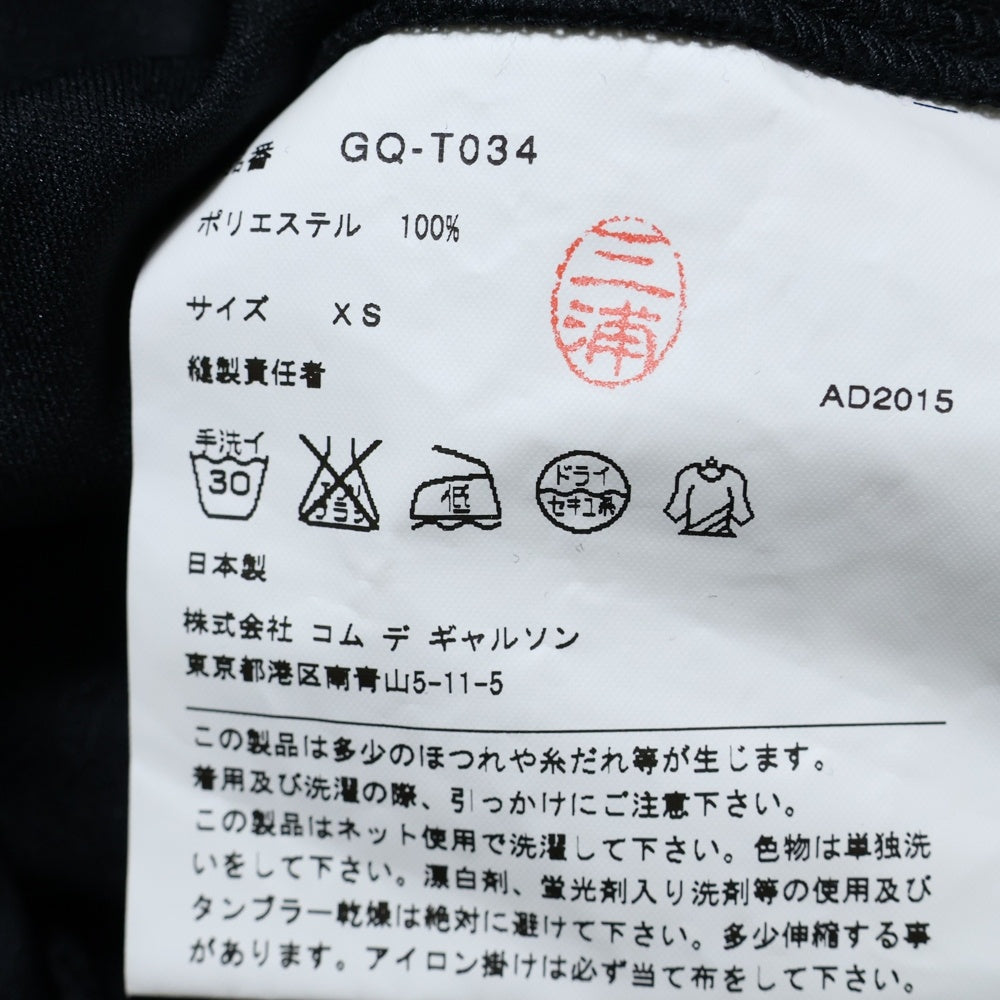 品番 GQ-T034
ポリエステル 100%
サイズ XS
三浦
縫製責任者
AD2015
手洗イ
30
エンソ
サラシ
低
ドライ
セキユ系
日本製
株式会社 コム デ ギャルソン
東京都港区南青山5-11-5
この製品は多少のほつれや糸だれ等が生じます。
着用及び洗濯の際、引っかけにご注意下さい。
この製品はネット使用で洗濯して下さい。色物は単独洗
いをして下さい。漂白剤、蛍光剤入り洗剤等の使用及び
タンブラー乾燥は絶対に避けて下さい。多少伸縮する事
があります。アイロン掛けは必ず当て布をして下さい。